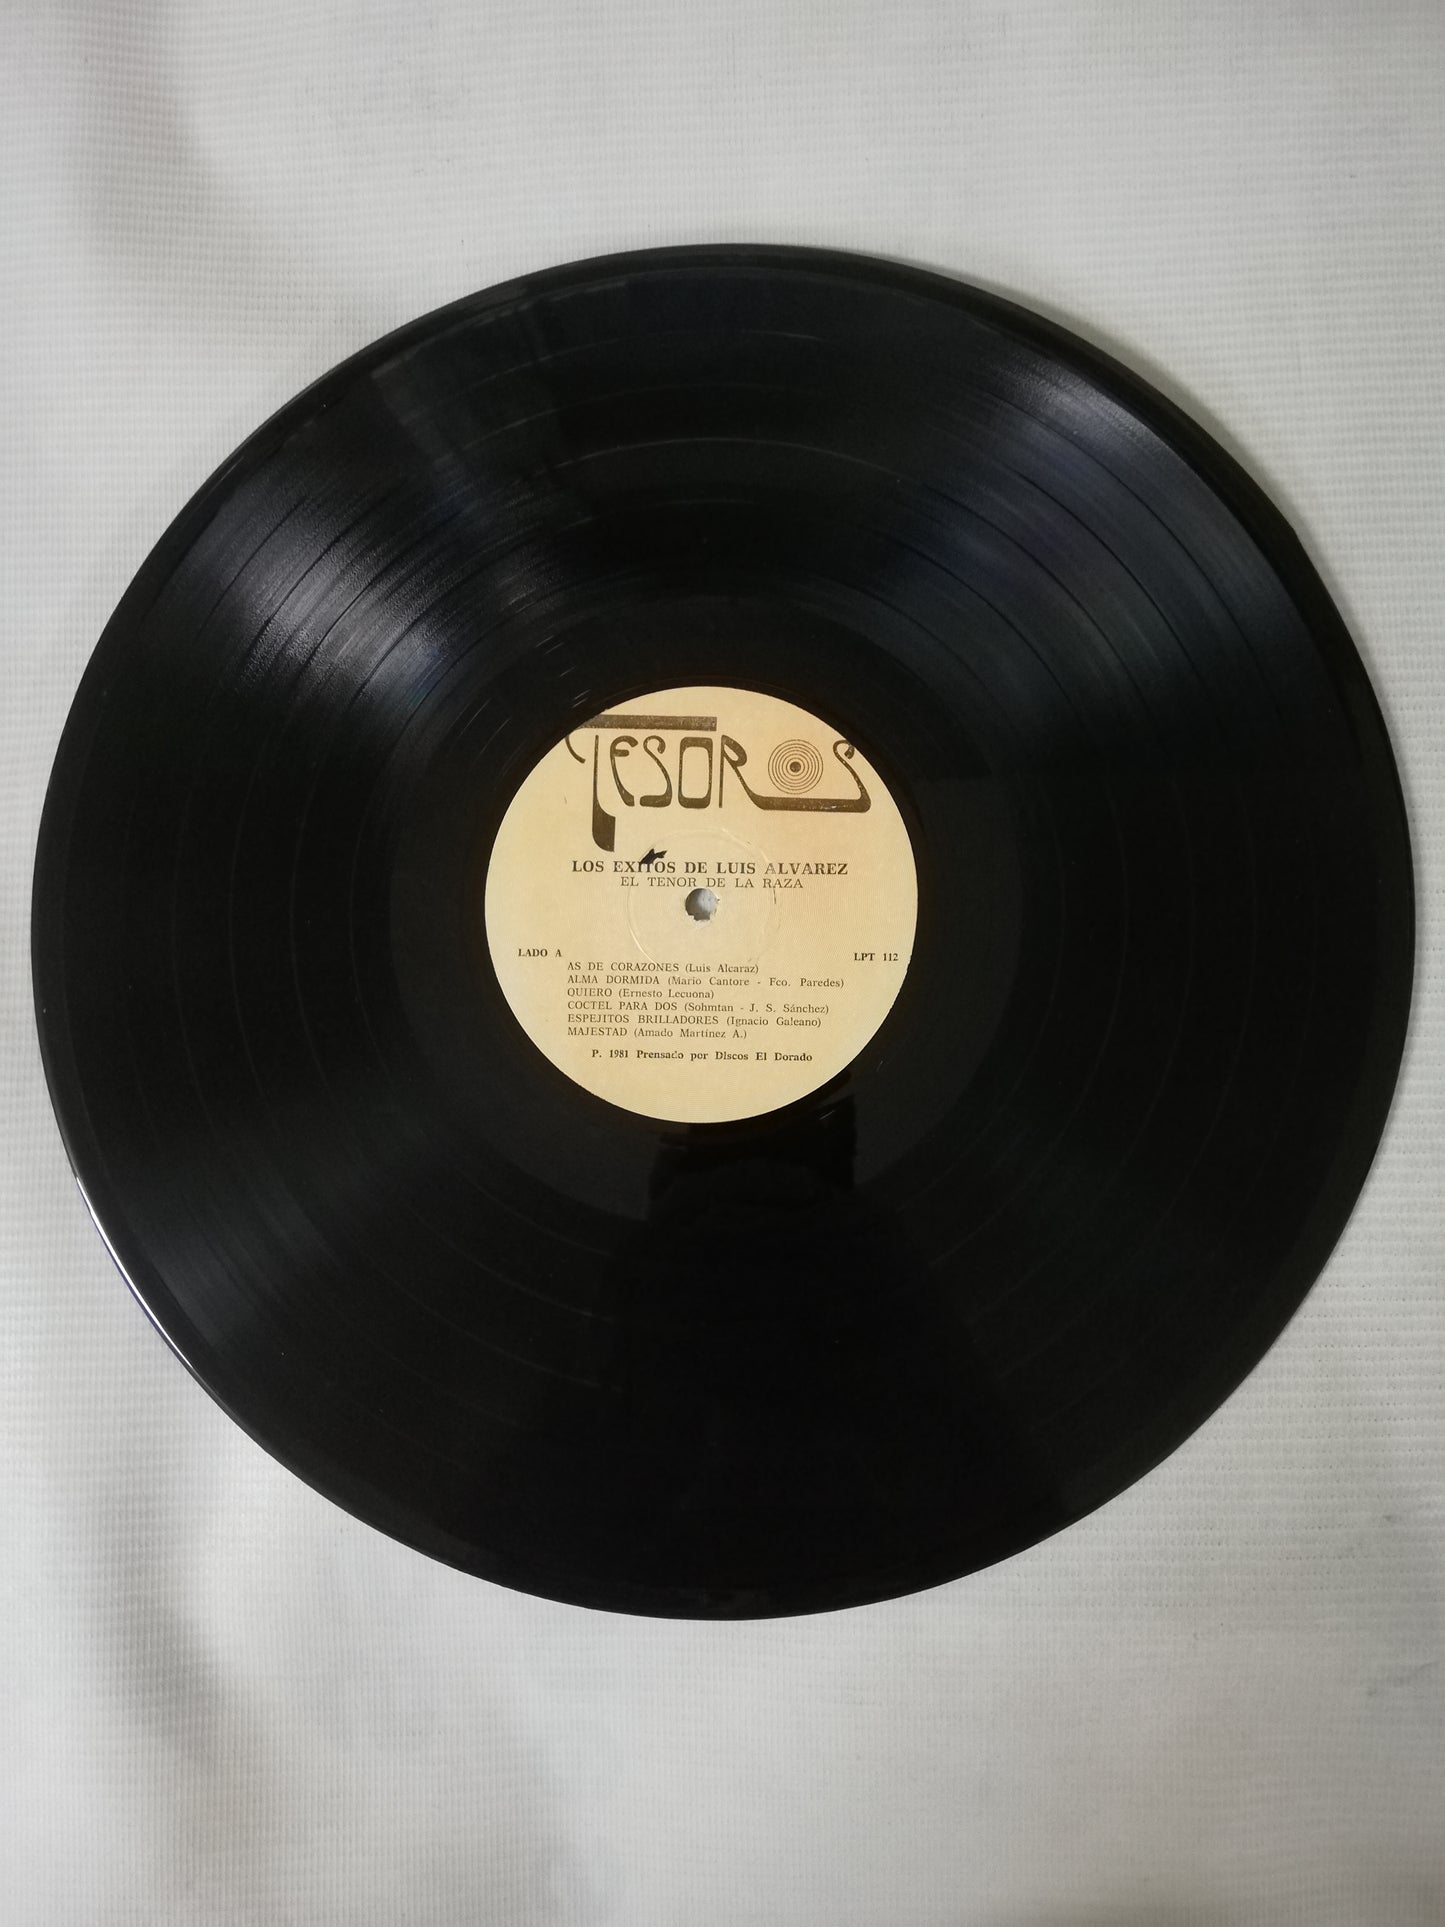 TESOROS
LOS EXITOS DE LUIS ALVAREZ
EL TENOR DE LA RAZA
LADO A
LPT 112
AS DE CORAZONES (Luis Alcaraz)
ALMA DORMIDA (Mario Cantore - Fco. Paredes)
QUIERO (Ernesto Lecuona)
COCTEL PARA DOS (Sohmtan - J. S. Sánchez)
ESPEJITOS BRILLADORES (Ignacio Galeano)
MAJESTAD (Amado Martínez A.)
P. 1981 Prensado por Discos El Dorado